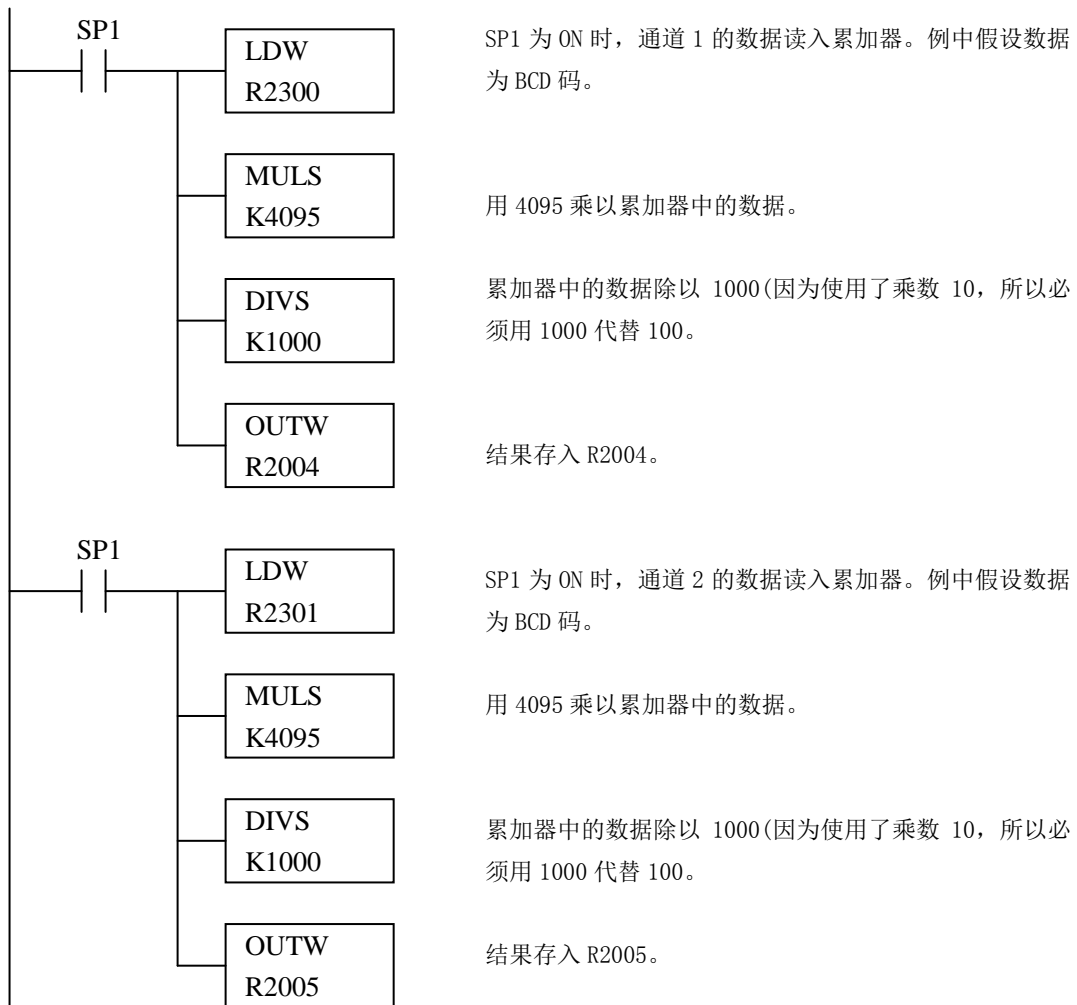 SP1
LDW
R2300
SP1 为 ON 时，通道 1 的数据读入累加器。例中假设数据
为 BCD 码。
MULS
K4095
用 4095 乘以累加器中的数据。
DIVS
K1000
累加器中的数据除以 1000(因为使用了乘数 10，所以必
须用 1000 代替 100。
OUTW
R2004
结果存入 R2004。
SP1
LDW
R2301
SP1 为 ON 时，通道 2 的数据读入累加器。例中假设数据
为 BCD 码。
MULS
K4095
用 4095 乘以累加器中的数据。
DIVS
K1000
累加器中的数据除以 1000(因为使用了乘数 10，所以必
须用 1000 代替 100。
OUTW
R2005
结果存入 R2005。